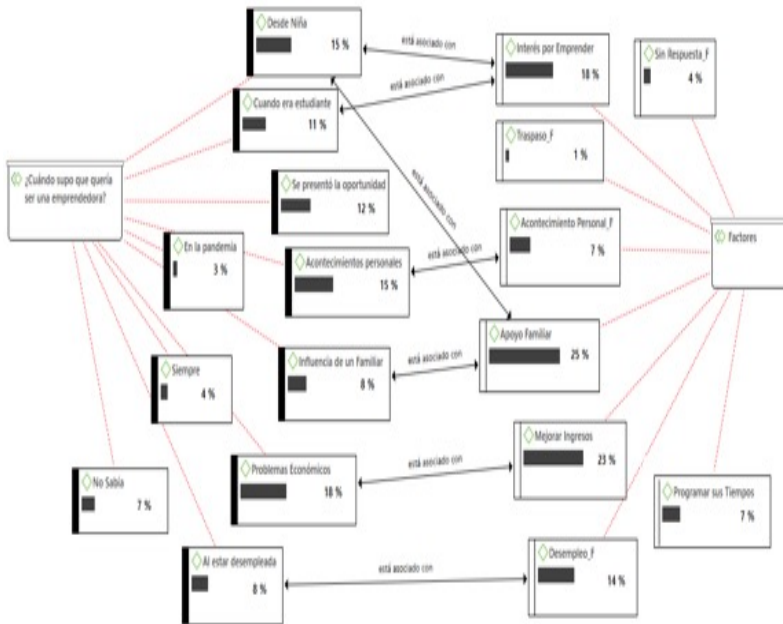 Desde Niña
15 %
está asociado con
Interés por Emprender
18 %
Sin Respuesta_F
4 %
Cuando era estudiante
11 %
está asociado con
Traspaso_F
1 %
¿Cuándo supo que quería
ser una emprendedora?
Se presentó la oportunidad
12 %
está asociado con
Acontecimiento Personal_F
7 %
Factores
En la pandemia
3 %
Acontecimientos personales
15 %
está asociado con
Apoyo Familiar
25 %
Siempre
4 %
Influencia de un Familiar
8 %
está asociado con
Mejorar Ingresos
23 %
No Sabía
7 %
Problemas Económicos
18 %
está asociado con
Programar sus Tiempos
7 %
Al estar desempleada
8 %
está asociado con
Desempleo_F
14 %